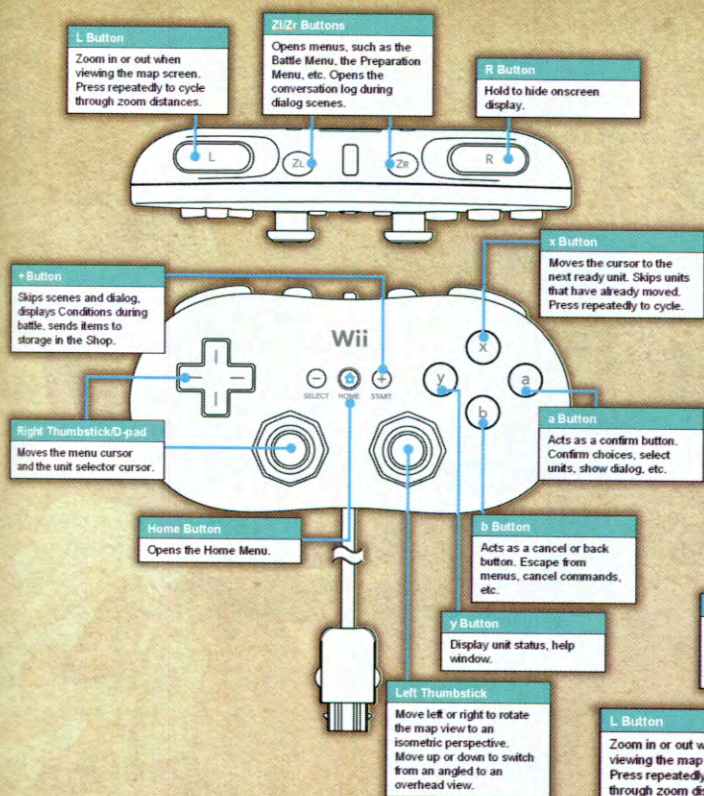 L Button
Zoom in or out when
viewing the map screen.
Press repeatedly to cycle
through zoom distances.
Zl/Zr Buttons
Opens menus, such as the
Battle Menu, the Preparation
Menu, etc. Opens the
conversation log during
dialog scenes.
R Button
Hold to hide onscreen
display.
L
ZL
ZR
R
x Button
Moves the cursor to the
next ready unit. Skips units
that have already moved.
Press repeatedly to cycle.
+ Button
Skips scenes and dialog,
displays Conditions during
battle, sends items to
storage in the Shop.
Wii
x
y
a
b
SELECT HOME START
Right Thumbstick/D-pad
Moves the menu cursor
and the unit selector cursor.
a Button
Acts as a confirm button.
Confirm choices, select
units, show dialog, etc.
Home Button
Opens the Home Menu.
b Button
Acts as a cancel or back
button. Escape from
menus, cancel commands,
etc.
y Button
Display unit status, help
window.
Left Thumbstick
Move left or right to rotate
the map view to an
isometric perspective.
Move up or down to switch
from an angled to an
overhead view.
L Button
Zoom in or out w
viewing the map
Press repeatedly
through zoom dis